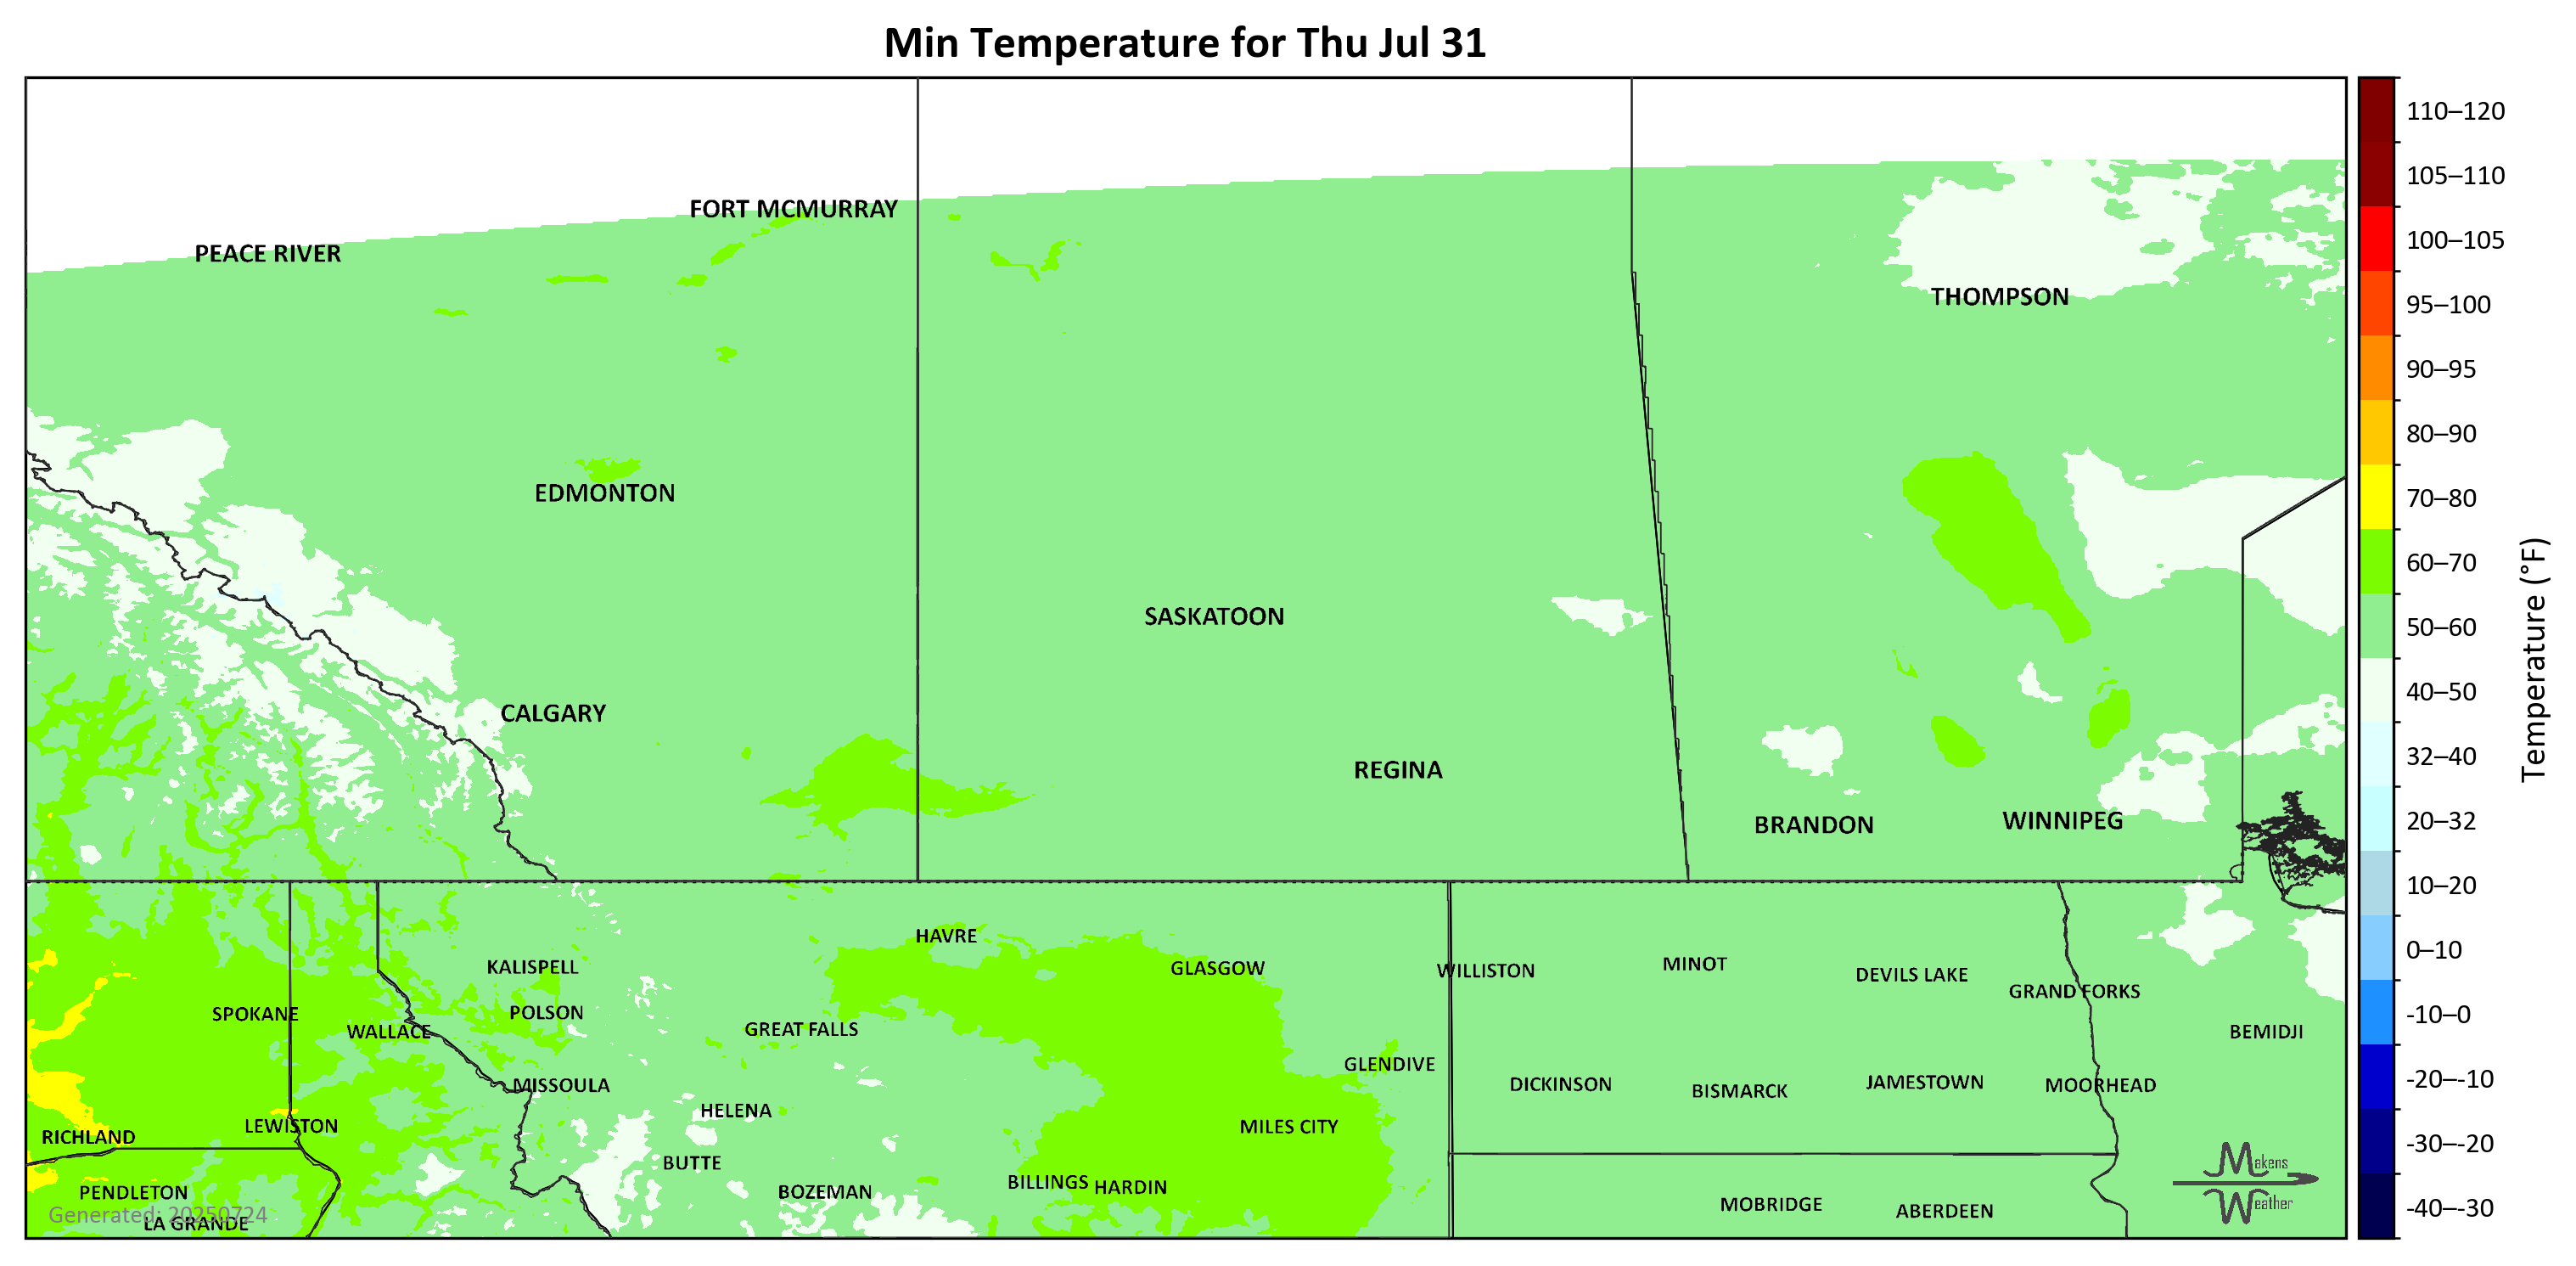 Min Temperature for Thu Jul 31
110–120
105–110
FORT MCMURRAY
100–105
PEACE RIVER
THOMPSON
95–100
90–95
80–90
EDMONTON
70–80
60–70
SASKATOON
50–60
Temperature (°F)
40–50
CALGARY
32–40
REGINA
BRANDON
WINNIPEG
20–32
10–20
HAVRE
0–10
KALISPELL
GLASGOW
WILLISTON
MINOT
DEVILS LAKE
GRAND FORKS
SPOKANE
POLSON
-10–0
WALLACE
GREAT FALLS
BEMIDJI
GLENDIVE
-20–-10
MISSOULA
DICKINSON
BISMARCK
JAMESTOWN
MOORHEAD
HELENA
LEWISTON
MILES CITY
RICHLAND
-30–-20
BUTTE
Makens
Weather
PENDLETON
BOZEMAN
BILLINGS
HARDIN
MOBRIDGE
ABERDEEN
-40–-30
Generated: 20250724
LA GRANDE